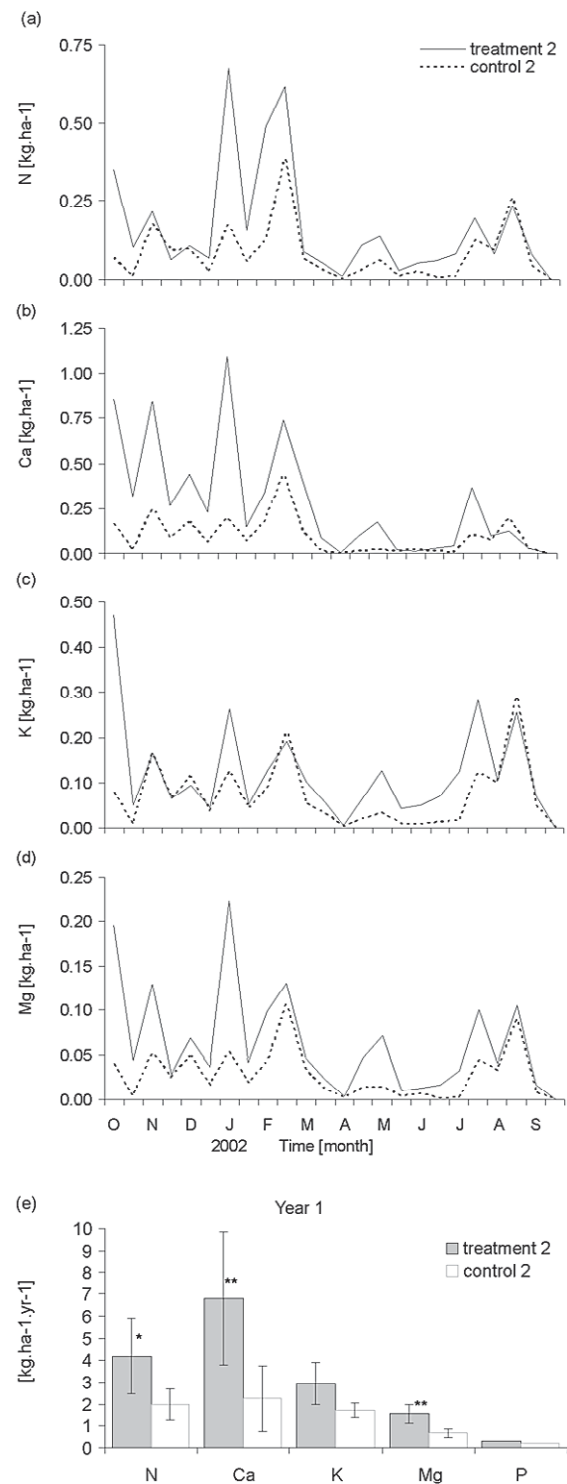 (a)
0.75
0.50
0.25
0.00
N [kg.ha-1]
treatment 2
control 2
(b)
1.25
1.00
0.75
0.50
0.25
0.00
Ca [kg.ha-1]
(c)
0.50
0.40
0.30
0.20
0.10
0.00
K [kg.ha-1]
(d)
0.25
0.20
0.15
0.10
0.05
0.00
Mg [kg.ha-1]
O N D J F M A M J J A S
2002 Time [month]
(e)
Year 1
10
9
8
7
6
5
4
3
2
1
0
[kg.ha-1.yr-1]
treatment 2
control 2
*
**
**
N Ca K Mg P